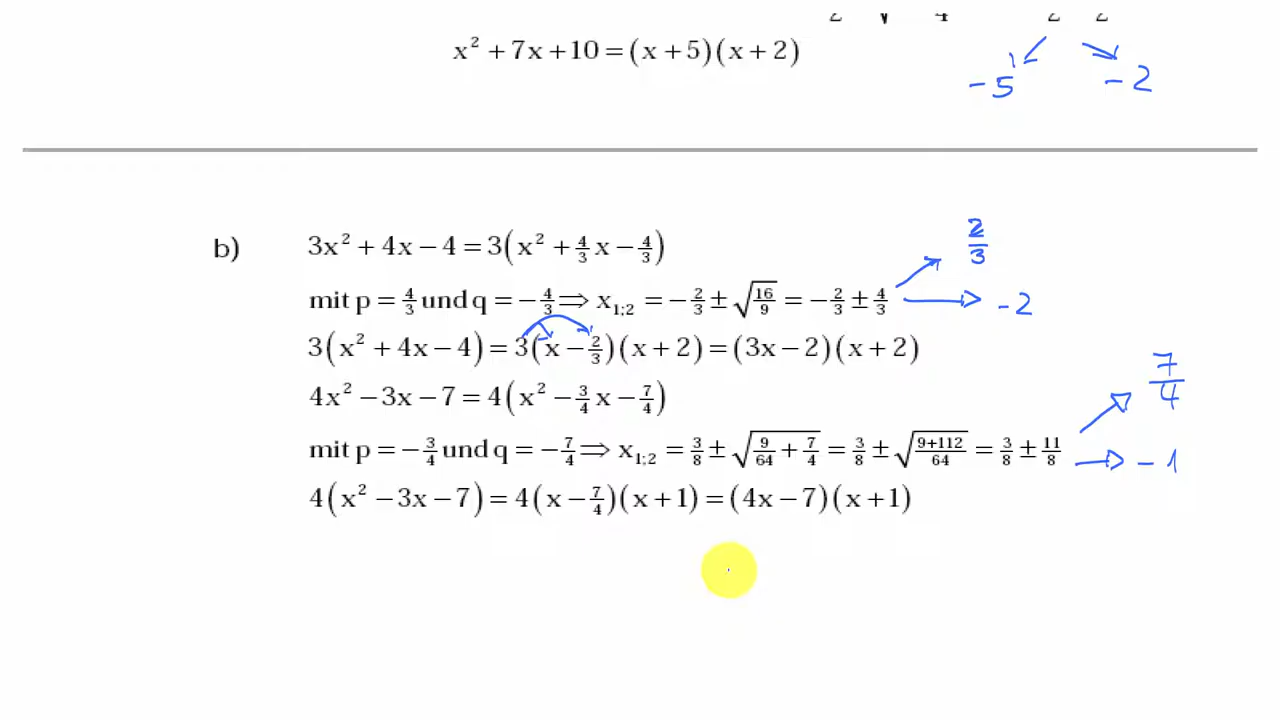 x² + 7x + 10 = (x + 5)(x + 2)
-5
-2
b) 3x² + 4x − 4 = 3(x² + 4/3 x − 4/3)
2/3
mit p = 4/3 und q = −4/3 ⇒ x₁;₂ = −2/3 ± √(16/9) = −2/3 ± 4/3
-2
3(x² + 4x − 4) = 3(x − 2/3)(x + 2) = (3x − 2)(x + 2)
4x² − 3x − 7 = 4(x² − 3/4 x − 7/4)
7/4
mit p = −3/4 und q = −7/4 ⇒ x₁;₂ = 3/8 ± √(9/64 + 7/4) = 3/8 ± √((9+112)/64) = 3/8 ± 11/8
-1
4(x² − 3x − 7) = 4(x − 7/4)(x + 1) = (4x − 7)(x + 1)